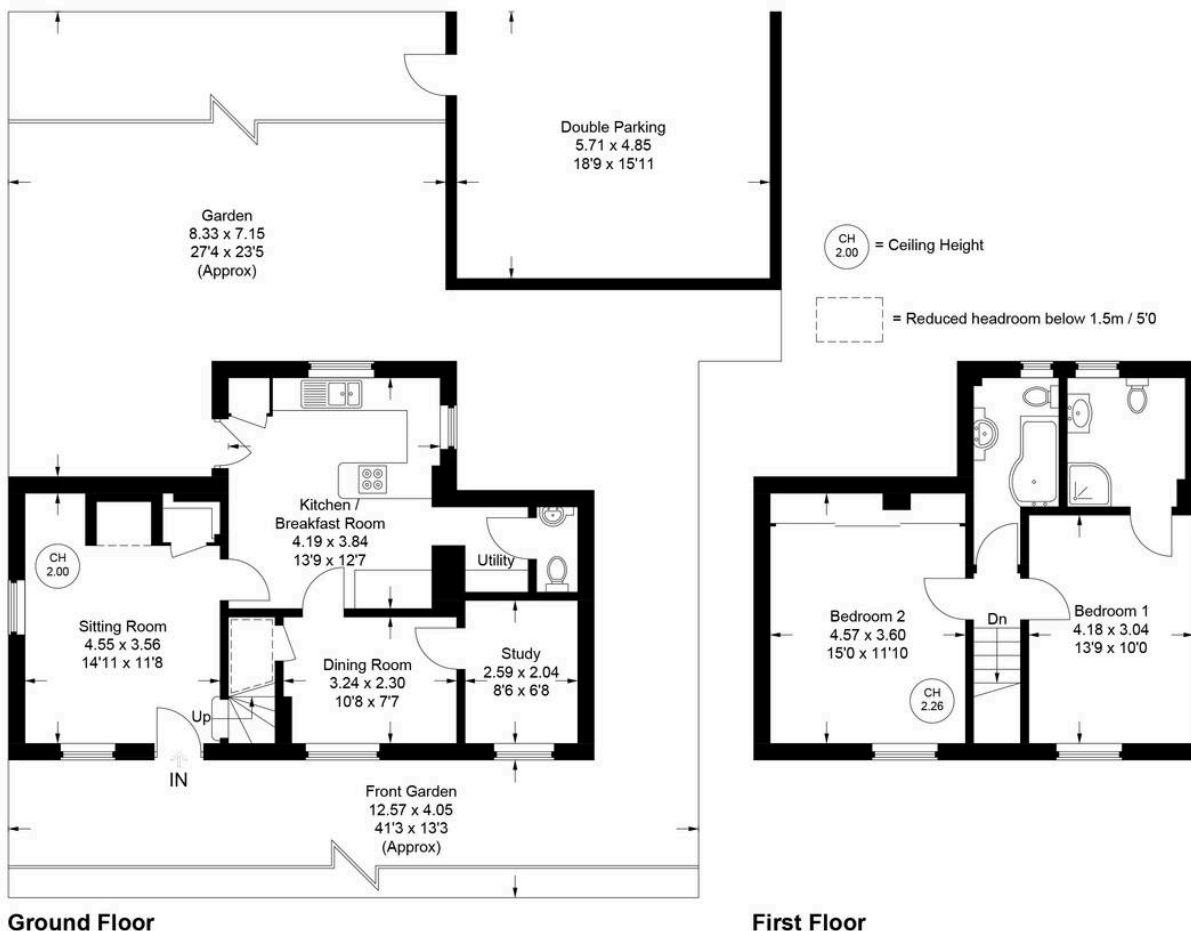 Double Parking
5.71 x 4.85
18'9 x 15'11
Garden
8.33 x 7.15
27'4 x 23'5
(Approx)
CH
2.00
= Ceiling Height
= Reduced headroom below 1.5m / 5'0
Kitchen /
Breakfast Room
4.19 x 3.84
13'9 x 12'7
Utility
CH
2.00
Sitting Room
4.55 x 3.56
14'11 x 11'8
Up
Dining Room
3.24 x 2.30
10'8 x 7'7
Study
2.59 x 2.04
8'6 x 6'8
IN
Front Garden
12.57 x 4.05
41'3 x 13'3
(Approx)
Bedroom 2
4.57 x 3.60
15'0 x 11'10
CH
2.26
Dn
Bedroom 1
4.18 x 3.04
13'9 x 10'0
Ground Floor
First Floor